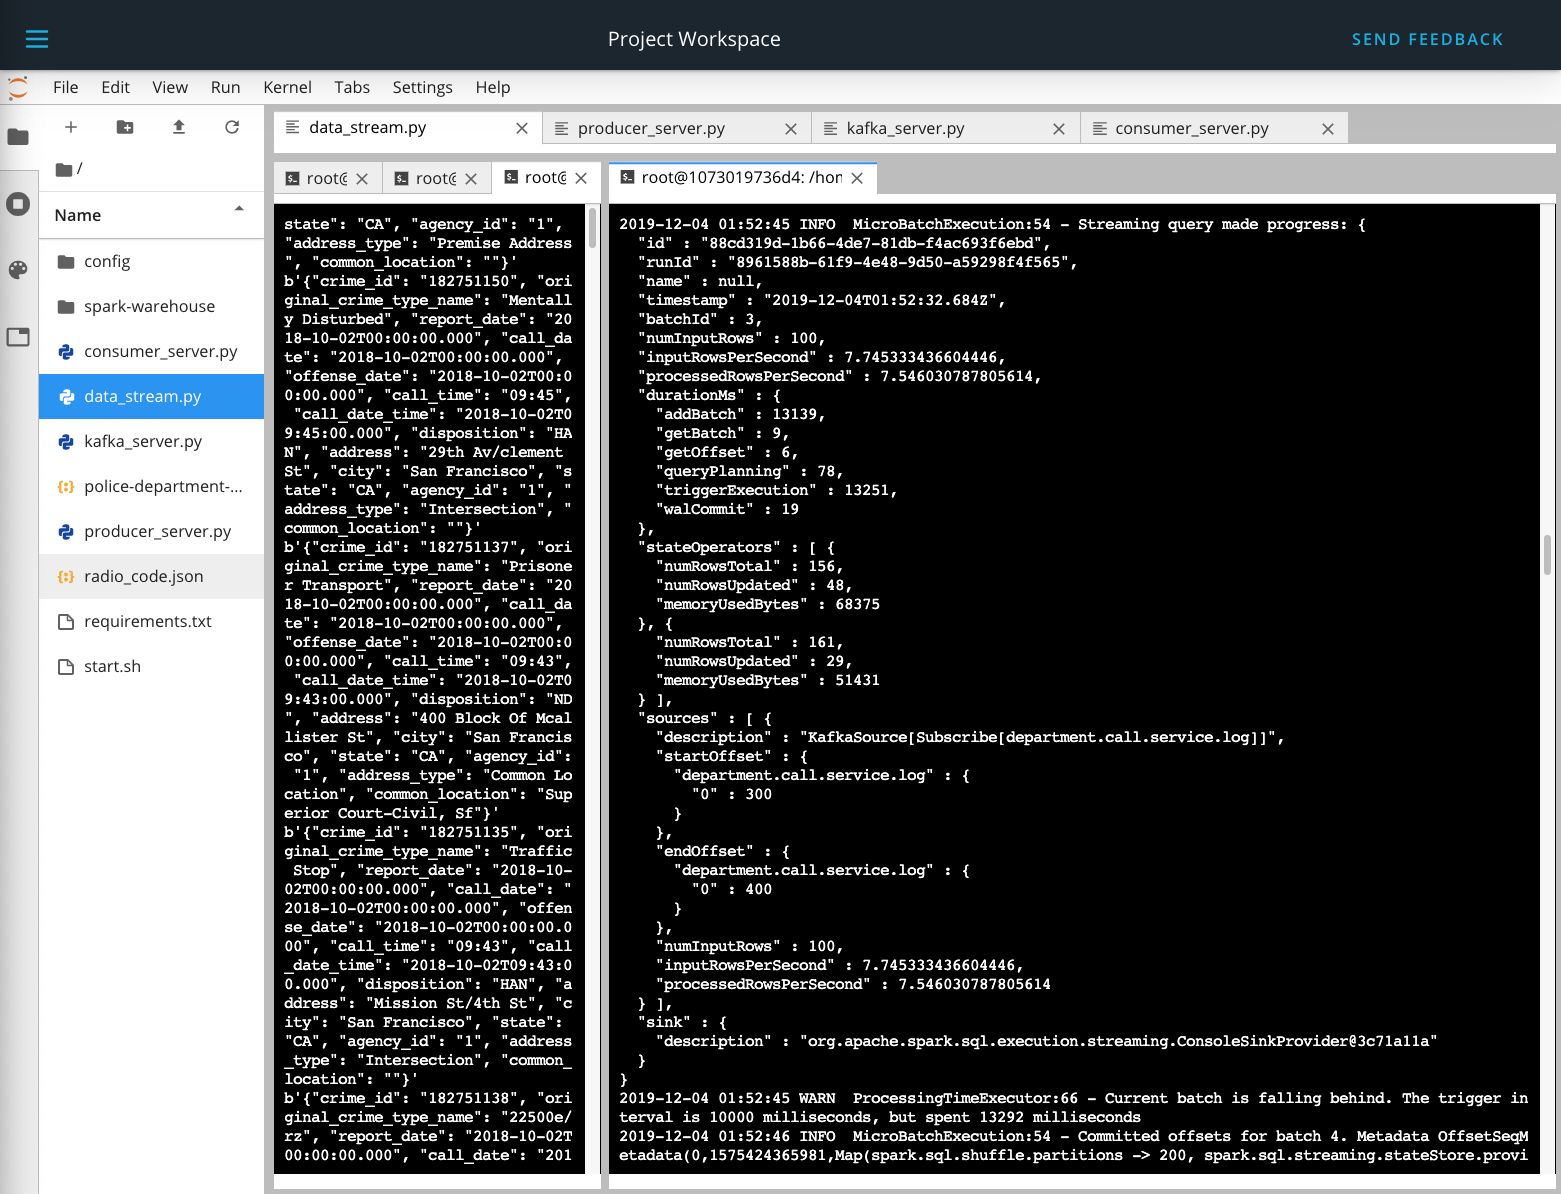 Project Workspace
SEND FEEDBACK
File Edit View Run Kernel Tabs Settings Help
data_stream.py
producer_server.py
kafka_server.py
consumer_server.py
/
Name
config
spark-warehouse
consumer_server.py
data_stream.py
kafka_server.py
police-department-...
producer_server.py
radio_code.json
requirements.txt
start.sh
root@
root@
root@
root@1073019736d4: /hon
state": "CA", "agency_id": "1",
"address_type": "Premise Address
", "common_location": ""}'
b'{"crime_id": "182751150", "ori
ginal_crime_type_name": "Mentall
y Disturbed", "report_date": "20
18-10-02T00:00:00.000", "call_da
te": "2018-10-02T00:00:00.000",
"offense_date": "2018-10-02T00:0
0:00.000", "call_time": "09:45",
"call_date_time": "2018-10-02T0
9:45:00.000", "disposition": "HA
N", "address": "29th Av/clement
St", "city": "San Francisco", "s
tate": "CA", "agency_id": "1", "
address_type": "Intersection", "
common_location": ""}'
b'{"crime_id": "182751137", "ori
ginal_crime_type_name": "Prisone
r Transport", "report_date": "20
18-10-02T00:00:00.000", "call_da
te": "2018-10-02T00:00:00.000",
"offense_date": "2018-10-02T00:0
0:00.000", "call_time": "09:43",
"call_date_time": "2018-10-02T0
9:43:00.000", "disposition": "ND
", "address": "400 Block Of Mcal
lister St", "city": "San Francis
co", "state": "CA", "agency_id":
"1", "address_type": "Common Lo
cation", "common_location": "Sup
erior Court-Civil, Sf"}'
b'{"crime_id": "182751135", "ori
ginal_crime_type_name": "Traffic
Stop", "report_date": "2018-10-
02T00:00:00.000", "call_date": "
2018-10-02T00:00:00.000", "offen
se_date": "2018-10-02T00:00:00.0
00", "call_time": "09:43", "call
_date_time": "2018-10-02T09:43:0
0.000", "disposition": "HAN", "a
ddress": "Mission St/4th St", "c
ity": "San Francisco", "state":
"CA", "agency_id": "1", "address
_type": "Intersection", "common_
location": ""}'
b'{"crime_id": "182751138", "ori
ginal_crime_type_name": "22500e/
rz", "report_date": "2018-10-02T
00:00:00.000", "call_date": "201
2019-12-04 01:52:45 INFO  MicroBatchExecution:54 - Streaming query made progress: {
"id" : "88cd319d-1b66-4de7-81db-f4ac693f6ebd",
"runId" : "8961588b-61f9-4e48-9d50-a59298f4f565",
"name" : null,
"timestamp" : "2019-12-04T01:52:32.684Z",
"batchId" : 3,
"numInputRows" : 100,
"inputRowsPerSecond" : 7.745333436604446,
"processedRowsPerSecond" : 7.546030787805614,
"durationMs" : {
"addBatch" : 13139,
"getBatch" : 9,
"getOffset" : 6,
"queryPlanning" : 78,
"triggerExecution" : 13251,
"walCommit" : 19
},
"stateOperators" : [ {
"numRowsTotal" : 156,
"numRowsUpdated" : 48,
"memoryUsedBytes" : 68375
}, {
"numRowsTotal" : 161,
"numRowsUpdated" : 29,
"memoryUsedBytes" : 51431
} ],
"sources" : [ {
"description" : "KafkaSource[Subscribe[department.call.service.log]]",
"startOffset" : {
"department.call.service.log" : {
"0" : 300
}
},
"endOffset" : {
"department.call.service.log" : {
"0" : 400
}
},
"numInputRows" : 100,
"inputRowsPerSecond" : 7.745333436604446,
"processedRowsPerSecond" : 7.546030787805614
} ],
"sink" : {
"description" : "org.apache.spark.sql.execution.streaming.ConsoleSinkProvider@3c71a11a"
}
}
2019-12-04 01:52:45 WARN  ProcessingTimeExecutor:66 - Current batch is falling behind. The trigger in
terval is 10000 milliseconds, but spent 13292 milliseconds
2019-12-04 01:52:46 INFO  MicroBatchExecution:54 - Committed offsets for batch 4. Metadata OffsetSeqM
etadata(0,1575424365981,Map(spark.sql.shuffle.partitions -> 200, spark.sql.streaming.stateStore.provi